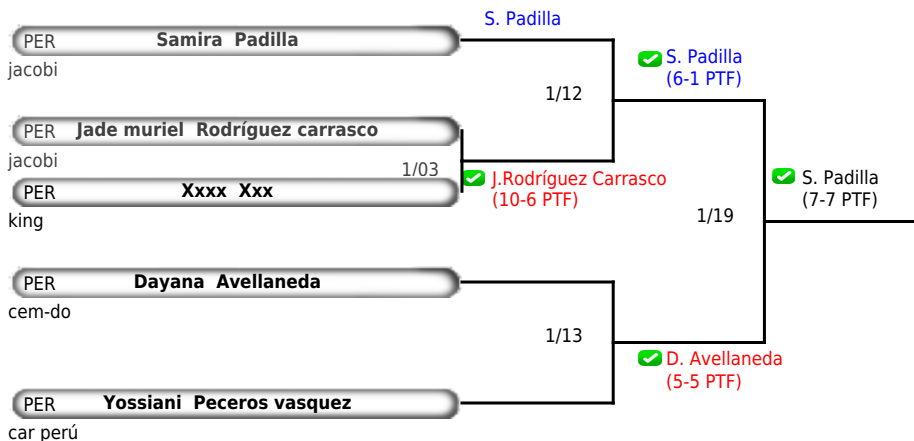 S. Padilla
PER Samira Padilla
jacobi
S. Padilla
(6-1 PTF)
1/12
PER Jade muriel Rodríguez carrasco
jacobi
1/03
J.Rodríguez Carrasco
(10-6 PTF)
PER Xxxx Xxx
king
S. Padilla
(7-7 PTF)
1/19
PER Dayana Avellaneda
cem-do
1/13
D. Avellaneda
(5-5 PTF)
PER Yossiani Peceros vasquez
car perú